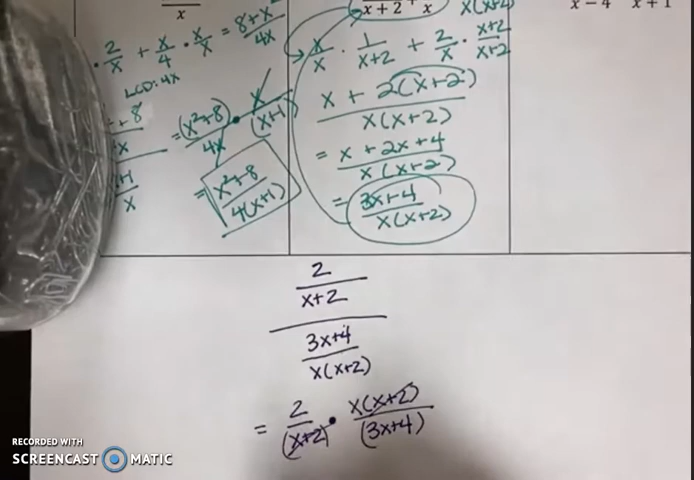 x
x + 2 x x(x+2)
x - 4 x + 1
· 2/x + x/4 · x/x = 8+x²/4x
LCD: 4x
+ 8
x
= (x²+8)/4x · x/(x+1)
+1
x
= x²+8/4(x+1)
x/x · 1/x+2 + 2/x · x+2/x+2
x + 2(x+2)
x(x+2)
= x + 2x + 4
x(x+2)
= 3x+4
x(x+2)
2
x+2
3x+4
x(x+2)
= 2/(x+2) · x(x+2)/(3x+4)
RECORDED WITH
SCREENCAST MATIC